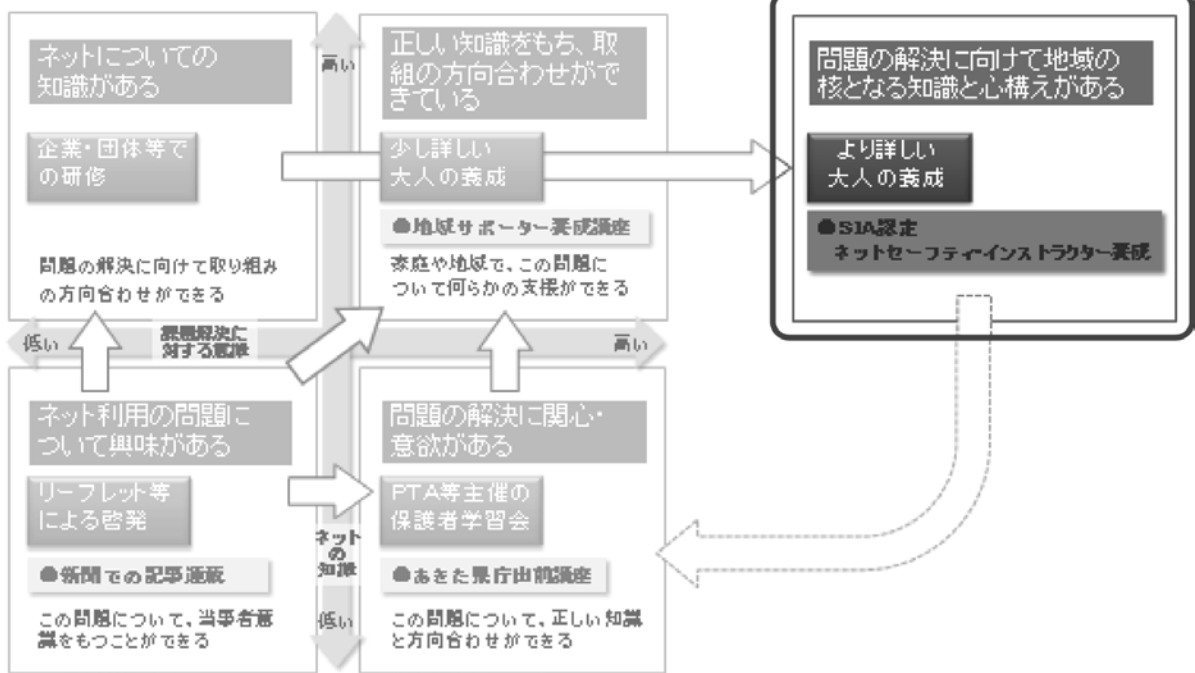 ネットについての
知識がある
企業・団体等で
の研修
問題の解決に向けて取り組み
の方向合わせができる
高い
正しい知識をもち、取
組の方向合わせがで
きている
少し詳しい
大人の養成
●地域サポーター養成講座
家庭や地域で、この問題に
ついて何らかの支援ができる
問題の解決に向けて地域の
核となる知識と心構えがある
より詳しい
大人の養成
●SIA認定
ネットセーフティーインストラクター養成
低い
課題解決に
対する意識
高い
ネット利用の問題に
ついて興味がある
リーフレット等
による啓発
●新聞での記事連載
この問題について、当事者意
識をもつことができる
ネット
の
知識
低い
問題の解決に関心・
意欲がある
PTA等主催の
保護者学習会
●あきた県庁出前講座
この問題について、正しい知識
と方向合わせができる